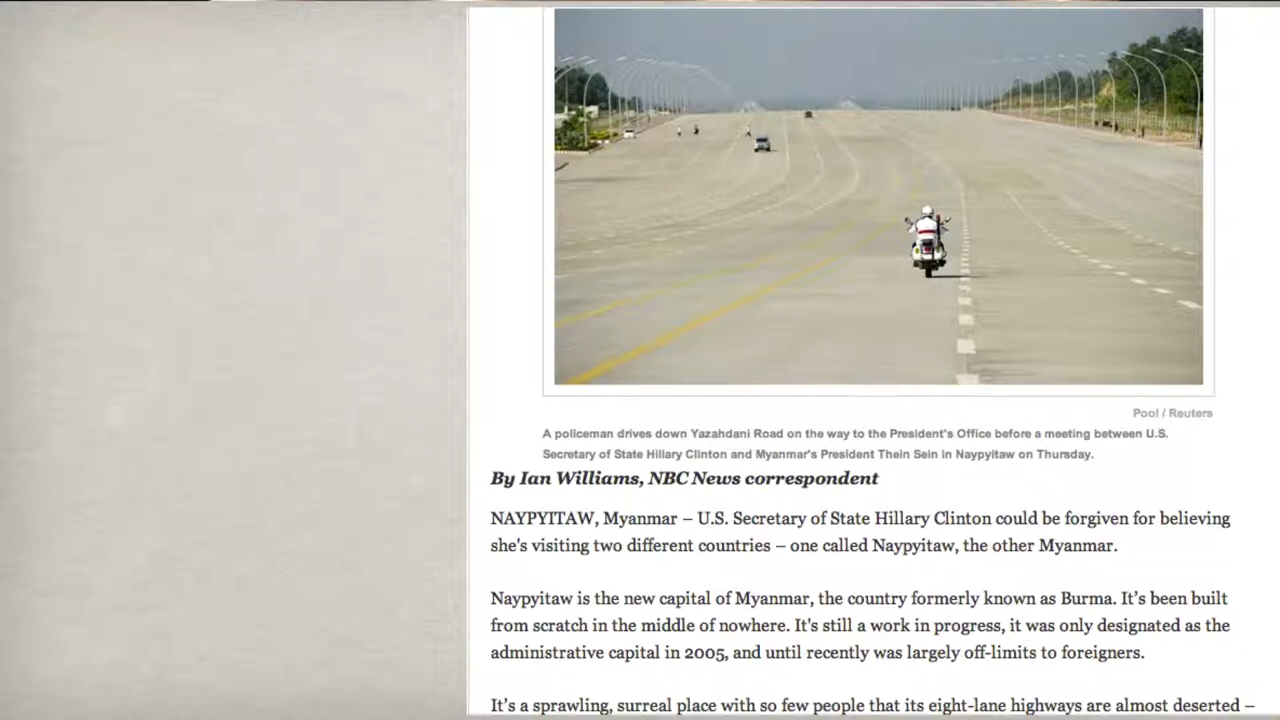 Pool / Reuters
A policeman drives down Yazahdani Road on the way to the President's Office before a meeting between U.S.
Secretary of State Hillary Clinton and Myanmar's President Thein Sein in Naypyitaw on Thursday.
By Ian Williams, NBC News correspondent
NAYPYITAW, Myanmar – U.S. Secretary of State Hillary Clinton could be forgiven for believing
she's visiting two different countries – one called Naypyitaw, the other Myanmar.
Naypyitaw is the new capital of Myanmar, the country formerly known as Burma. It's been built
from scratch in the middle of nowhere. It's still a work in progress, it was only designated as the
administrative capital in 2005, and until recently was largely off-limits to foreigners.
It's a sprawling, surreal place with so few people that its eight-lane highways are almost deserted –